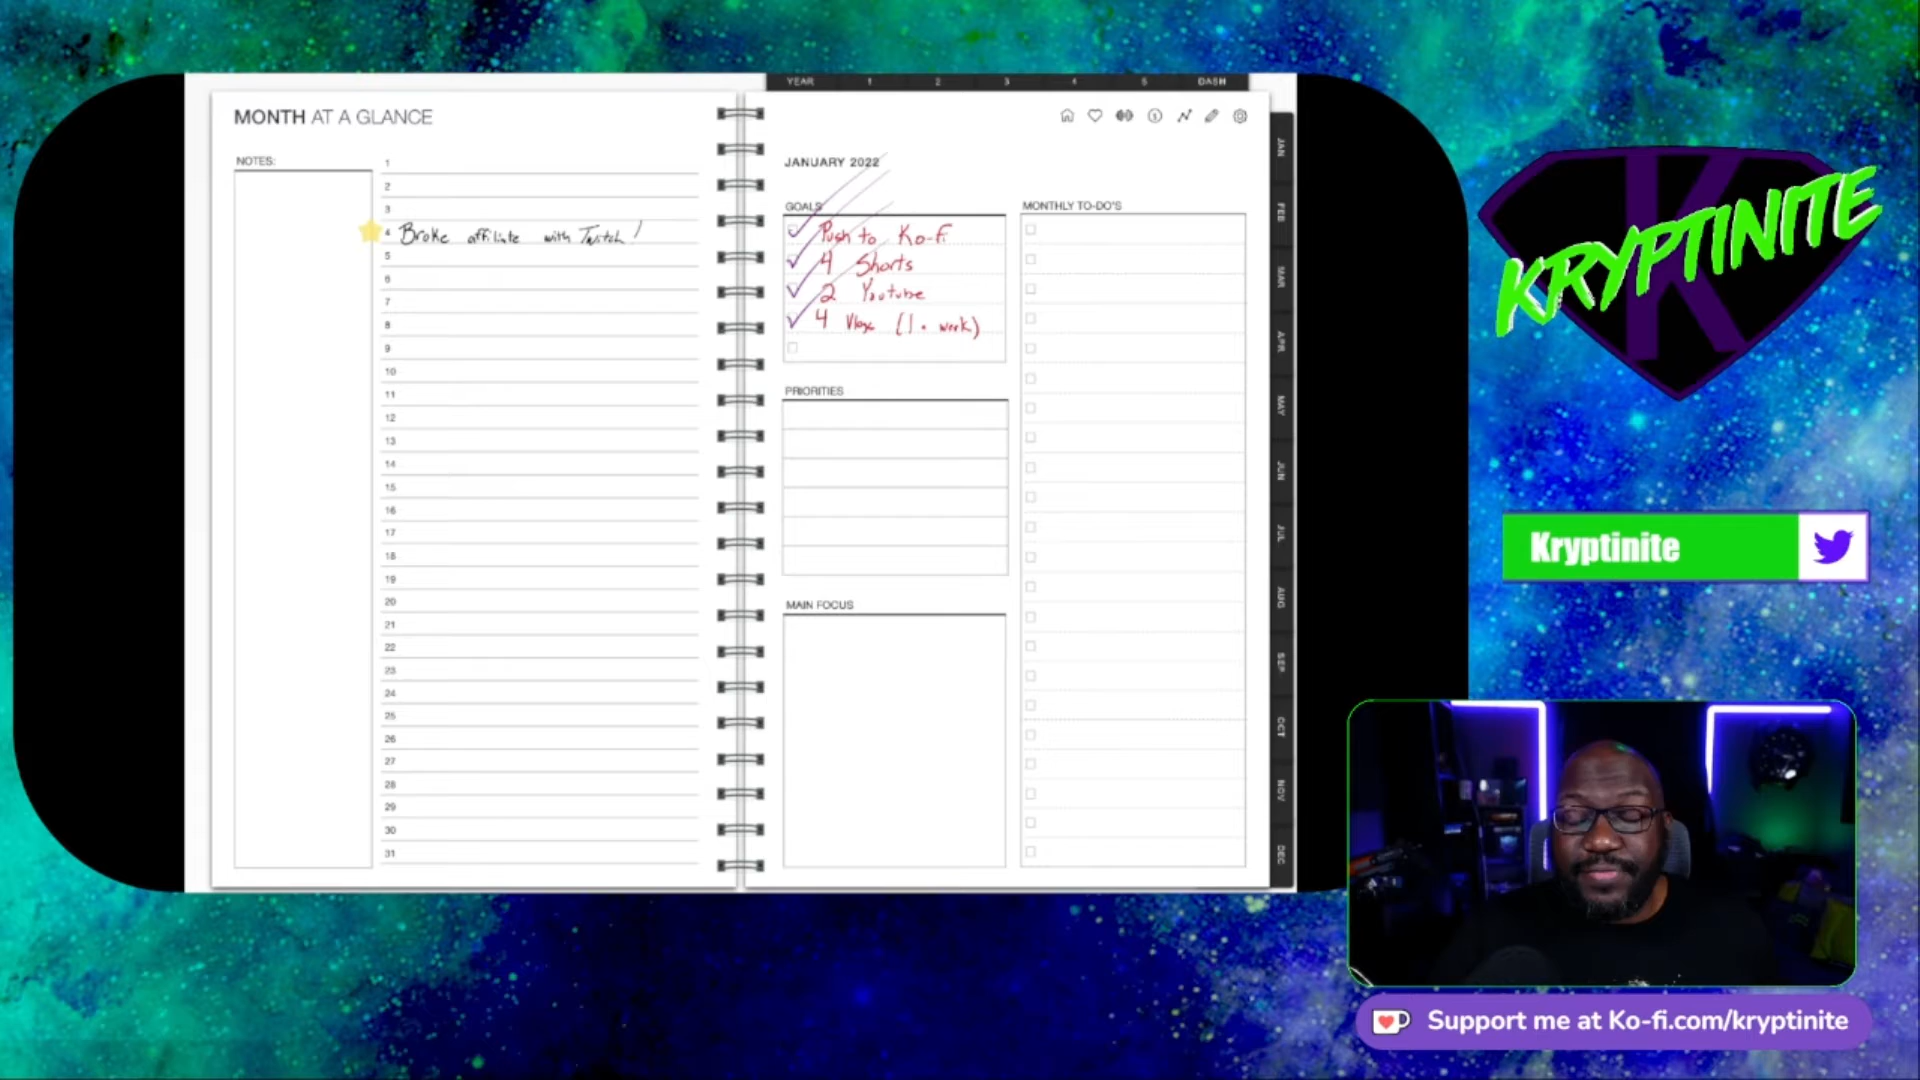 YEAR 1 2 3 4 5 DASH
MONTH AT A GLANCE
NOTES:
1
2
3
4 Broke affiliate with Twitch!
5
6
7
8
9
10
11
12
13
14
15
16
17
18
19
20
21
22
23
24
25
26
27
28
29
30
31
JANUARY 2022
GOALS
Push to Ko-fi
4 Shorts
2 Youtube
4 Vlogs (1 · week)
PRIORITIES
MAIN FOCUS
MONTHLY TO-DO'S
JAN
FEB
MAR
APR
MAY
JUN
JUL
AUG
SEP
OCT
NOV
DEC
K
KRYPTINITE
Kryptinite
Support me at Ko-fi.com/kryptinite